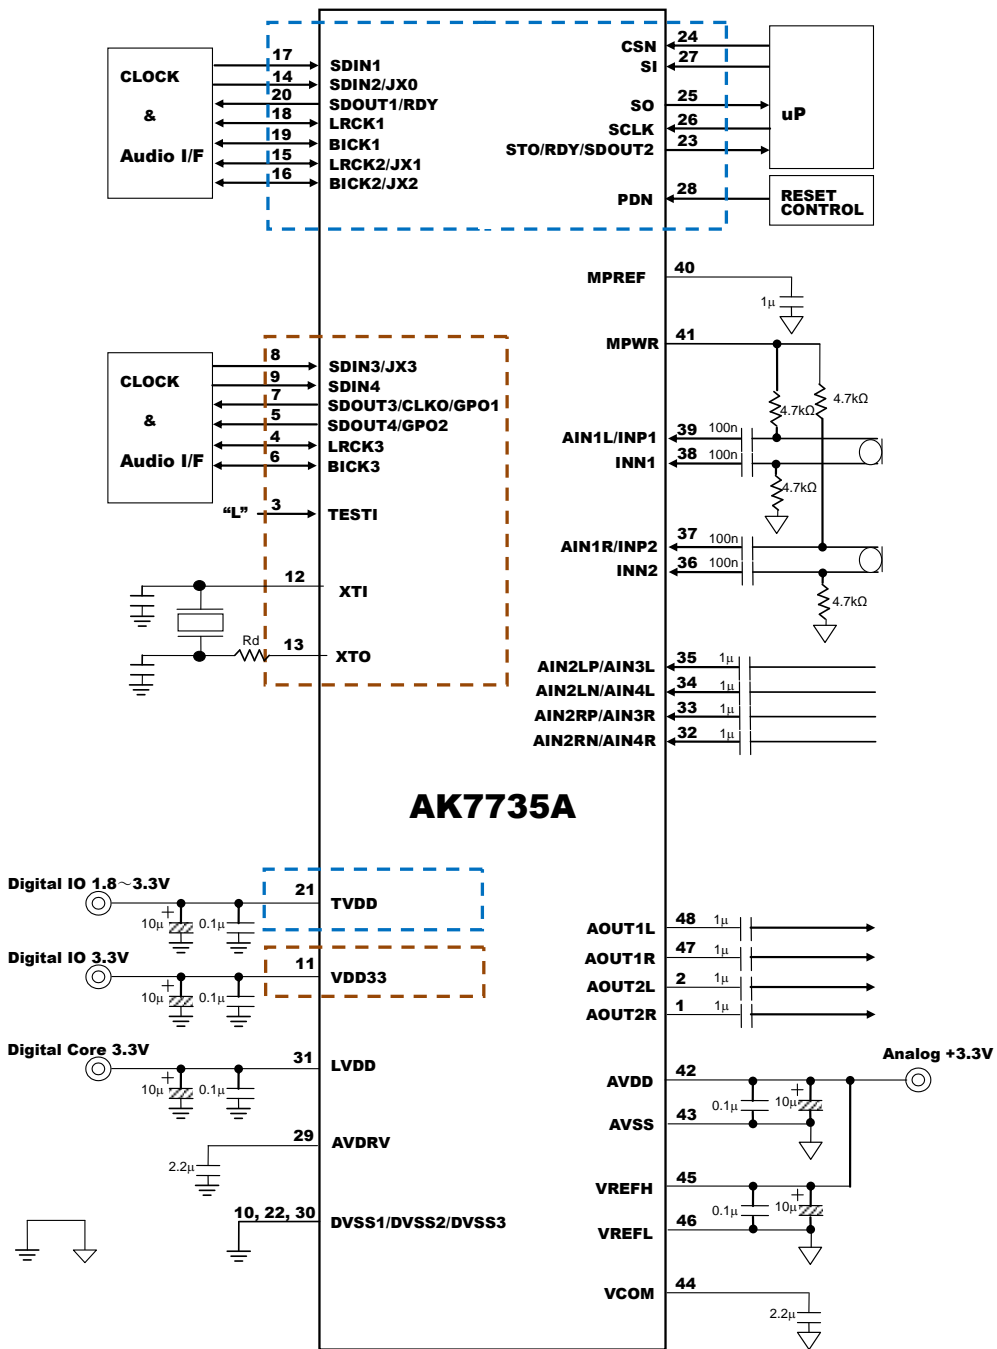 CLOCK
&
Audio I/F
17 SDIN1
14 SDIN2/JX0
20 SDOUT1/RDY
18 LRCK1
19 BICK1
15 LRCK2/JX1
16 BICK2/JX2
CSN 24
SI 27
SO 25
SCLK 26
STO/RDY/SDOUT2 23
PDN 28
uP
RESET
CONTROL
MPREF 40
1μ
MPWR 41
4.7kΩ
4.7kΩ
AIN1L/INP1 39 100n
INN1 38 100n
4.7kΩ
AIN1R/INP2 37 100n
INN2 36 100n
4.7kΩ
CLOCK
&
Audio I/F
8 SDIN3/JX3
9 SDIN4
7 SDOUT3/CLKO/GPO1
5 SDOUT4/GPO2
4 LRCK3
6 BICK3
“L” 3 TESTI
12 XTI
Rd 13 XTO
AIN2LP/AIN3L 35 1μ
AIN2LN/AIN4L 34 1μ
AIN2RP/AIN3R 33 1μ
AIN2RN/AIN4R 32 1μ
AK7735A
Digital IO 1.8～3.3V
21 TVDD
+
10μ 0.1μ
Digital IO 3.3V
11 VDD33
+
10μ 0.1μ
Digital Core 3.3V
31 LVDD
+
10μ 0.1μ
29 AVDRV
2.2μ
10, 22, 30 DVSS1/DVSS2/DVSS3
AOUT1L 48 1μ
AOUT1R 47 1μ
AOUT2L 2 1μ
AOUT2R 1 1μ
Analog +3.3V
AVDD 42
+
0.1μ 10μ
AVSS 43
VREFH 45
+
0.1μ 10μ
VREFL 46
VCOM 44
2.2μ